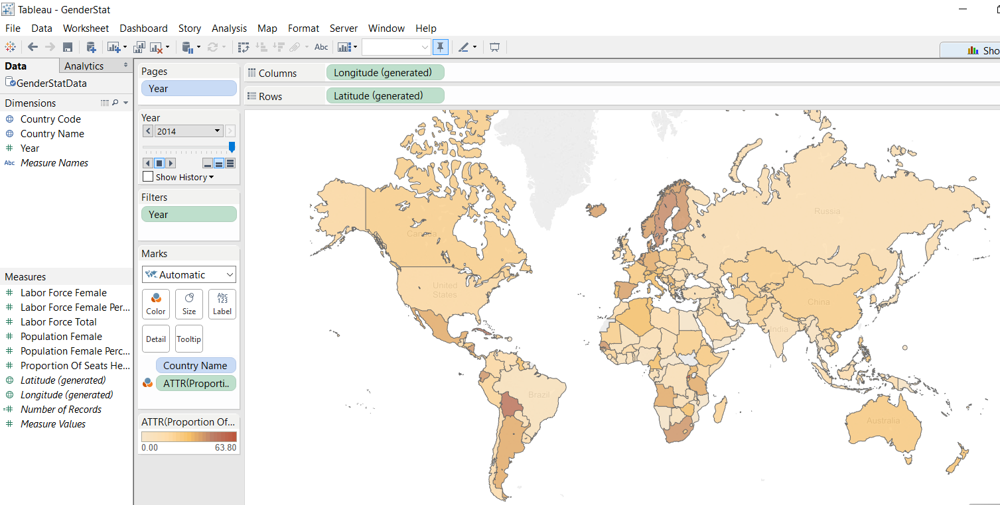 Tableau - GenderStat
File Data Worksheet Dashboard Story Analysis Map Format Server Window Help
Abc
Sho
Data Analytics
GenderStatData
Dimensions
Country Code
Country Name
Year
Abc Measure Names
Measures
Labor Force Female
Labor Force Female Per...
Labor Force Total
Population Female
Population Female Perc...
Proportion Of Seats He...
Latitude (generated)
Longitude (generated)
Number of Records
Measure Values
Pages
Year
Year
2014
Show History
Filters
Year
Marks
Automatic
Abc
123
Color Size Label
Detail Tooltip
Country Name
ATTR(Proporti..
ATTR(Proportion Of...
0.00 63.80
Columns Longitude (generated)
Rows Latitude (generated)
Canada
United
States
Brazil
Russia
China
India
Australia